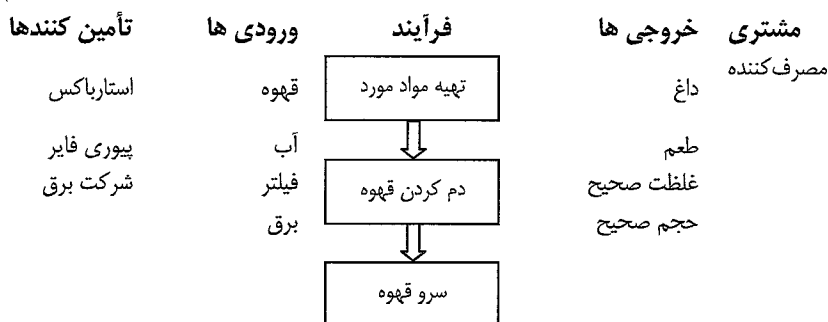 مشتری خروجی ها فرآیند ورودی ها تأمین کنندها
مصرف‌کننده
داغ تهیه مواد مورد قهوه استارباکس
طعم آب پیوری فایر
غلظت صحیح دم کردن قهوه فیلتر شرکت برق
حجم صحیح برق
سرو قهوه